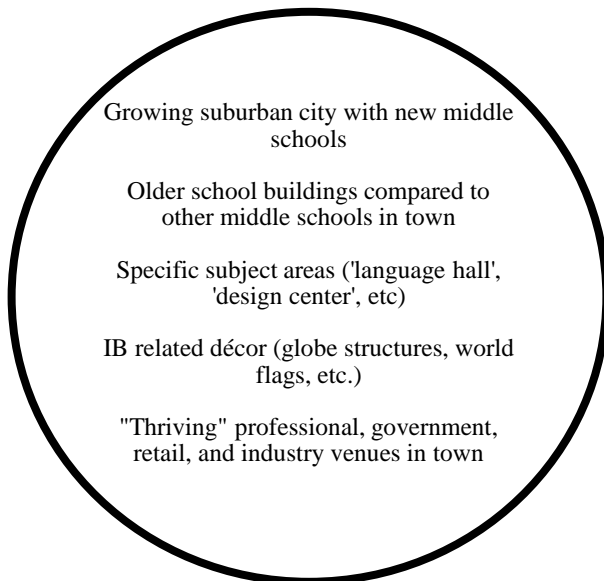 Growing suburban city with new middle
schools
Older school buildings compared to
other middle schools in town
Specific subject areas ('language hall',
'design center', etc)
IB related décor (globe structures, world
flags, etc.)
"Thriving" professional, government,
retail, and industry venues in town